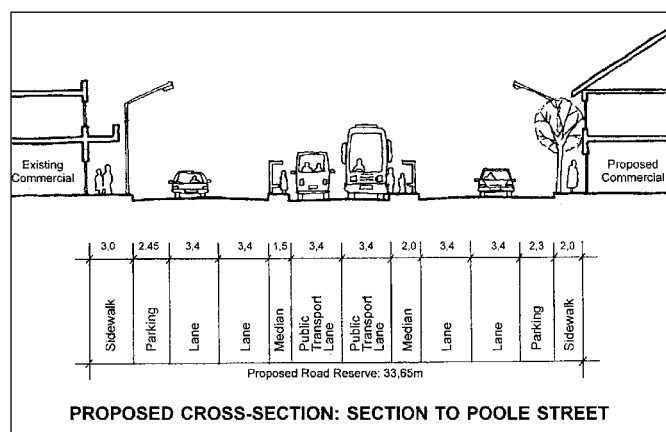 Existing
Commercial
Proposed
Commercial
3,0 2.45 3,4 3,4 1,5 3,4 3,4 2,0 3,4 3,4 2,3 2,0
Sidewalk
Parking
Lane
Lane
Median
Public
Transport
Lane
Public
Transport
Lane
Median
Lane
Lane
Parking
Sidewalk
Proposed Road Reserve: 33,65m
PROPOSED CROSS-SECTION: SECTION TO POOLE STREET